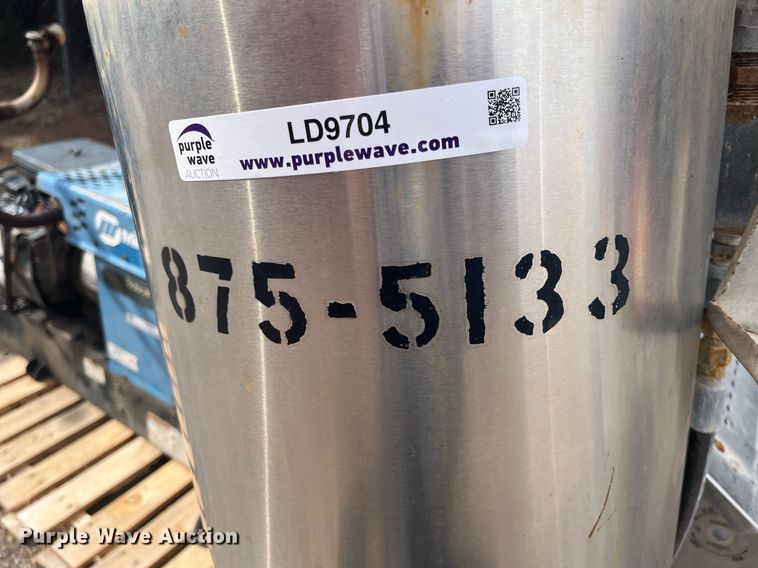 purple
wave
AUCTION
LD9704
www.purplewave.com
875-5133
Purple Wave Auction